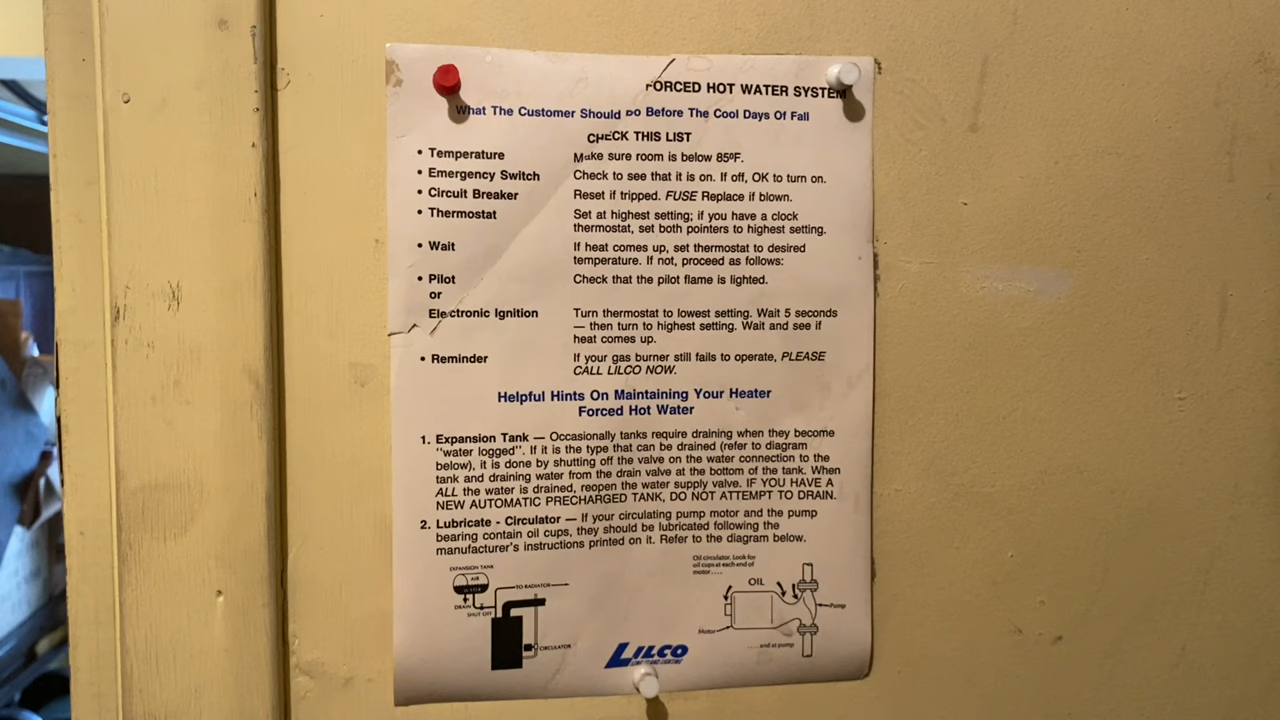 FORCED HOT WATER SYSTEM
What The Customer Should Do Before The Cool Days Of Fall
CHECK THIS LIST
• Temperature Make sure room is below 85ºF.
• Emergency Switch Check to see that it is on. If off, OK to turn on.
• Circuit Breaker Reset if tripped. FUSE Replace if blown.
• Thermostat Set at highest setting; if you have a clock
thermostat, set both pointers to highest setting.
• Wait If heat comes up, set thermostat to desired
temperature. If not, proceed as follows:
• Pilot Check that the pilot flame is lighted.
or
Electronic Ignition Turn thermostat to lowest setting. Wait 5 seconds
— then turn to highest setting. Wait and see if
heat comes up.
• Reminder If your gas burner still fails to operate, PLEASE
CALL LILCO NOW.
Helpful Hints On Maintaining Your Heater
Forced Hot Water
1. Expansion Tank — Occasionally tanks require draining when they become
"water logged". If it is the type that can be drained (refer to diagram
below), it is done by shutting off the valve on the water connection to the
tank and draining water from the drain valve at the bottom of the tank. When
ALL the water is drained, reopen the water supply valve. IF YOU HAVE A
NEW AUTOMATIC PRECHARGED TANK, DO NOT ATTEMPT TO DRAIN.
2. Lubricate - Circulator — If your circulating pump motor and the pump
bearing contain oil cups, they should be lubricated following the
manufacturer's instructions printed on it. Refer to the diagram below.
EXPANSION TANK
AIR
WATER
DRAIN
SHUT OFF
TO RADIATOR
CIRCULATOR
Oil circulator. Look for
oil cups at each end of
motor ....
OIL
Pump
Motor
....and at pump
LILCO
LONG ISLAND LIGHTING